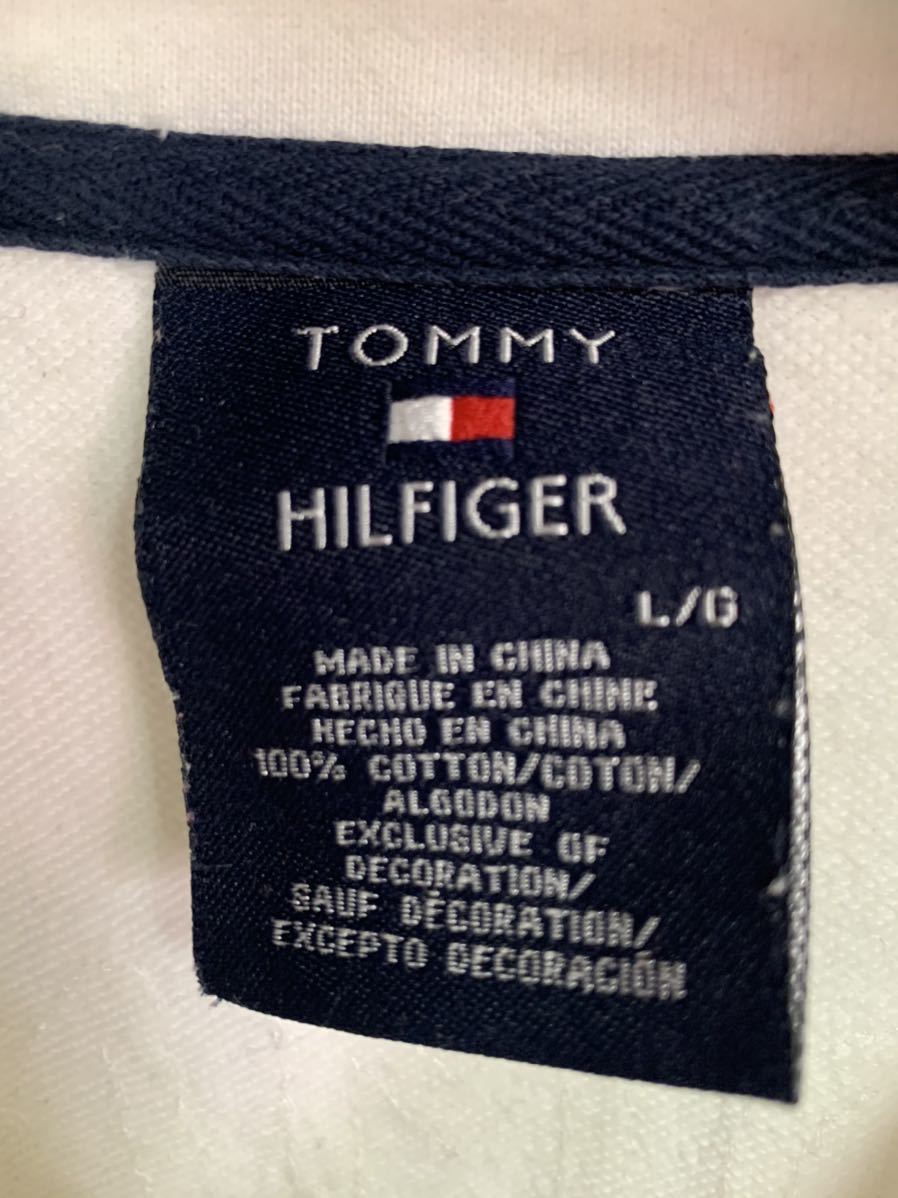 TOMMY
HILFIGER
L/G
MADE IN CHINA
FABRIQUE EN CHINE
HECHO EN CHINA
100% COTTON/COTON/
ALGODON
EXCLUSIVE OF
DECORATION/
SAUF DÉCORATION/
EXCEPTO DECORACIÓN